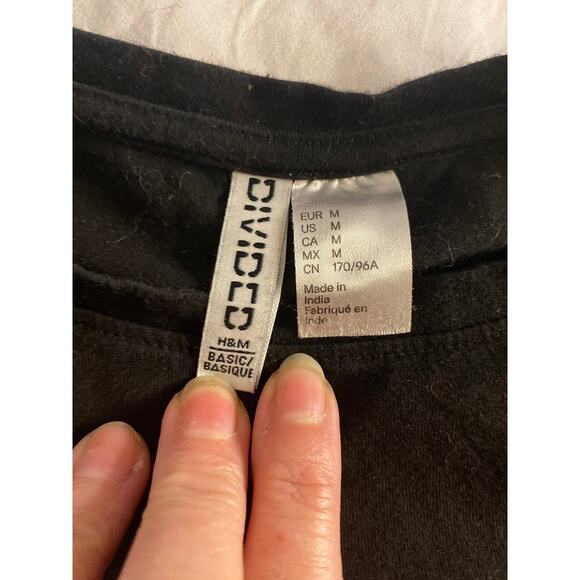 DIVIDED
H&M
BASIC/
BASIQUE
EUR M
US M
CA M
MX M
CN 170/96A
Made in
India
Fabriqué en
Inde